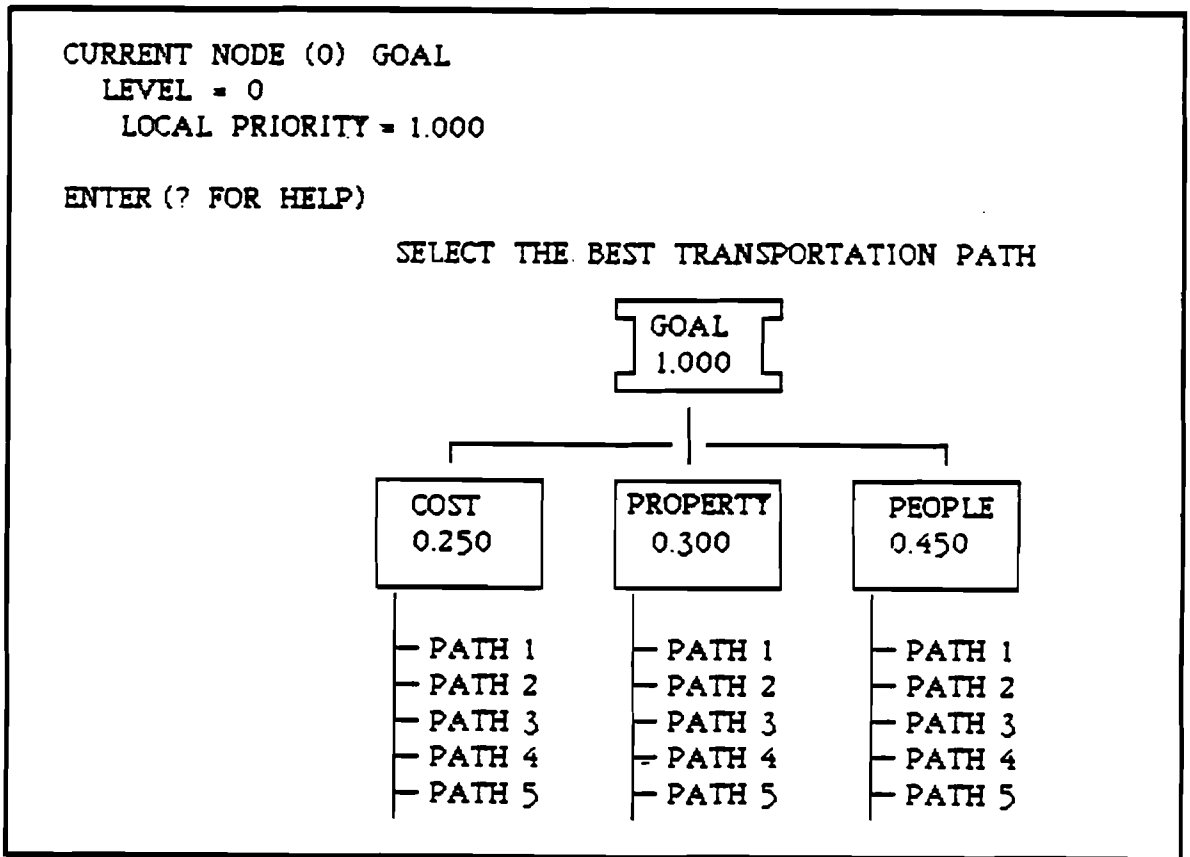 CURRENT NODE (0) GOAL
LEVEL = 0
LOCAL PRIORITY = 1.000
ENTER (? FOR HELP)
SELECT THE BEST TRANSPORTATION PATH
GOAL
1.000
COST
0.250
PROPERTY
0.300
PEOPLE
0.450
PATH 1
PATH 2
PATH 3
PATH 4
PATH 5
PATH 1
PATH 2
PATH 3
PATH 4
PATH 5
PATH 1
PATH 2
PATH 3
PATH 4
PATH 5